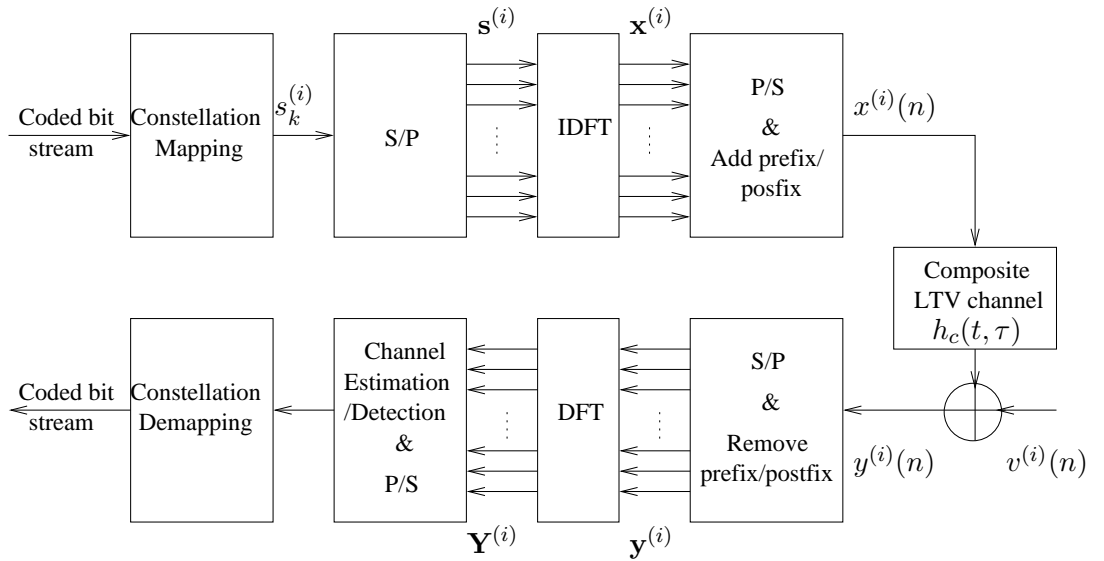 𝐬⁽ⁱ⁾
𝐱⁽ⁱ⁾
Coded bit
stream
Constellation
Mapping
sₖ⁽ⁱ⁾
S/P
IDFT
P/S
&
Add prefix/
posfix
x⁽ⁱ⁾(n)
Composite
LTV channel
h_c(t, τ)
Coded bit
stream
Constellation
Demapping
Channel
Estimation
/Detection
&
P/S
DFT
S/P
&
Remove
prefix/postfix
y⁽ⁱ⁾(n)
v⁽ⁱ⁾(n)
𝐘⁽ⁱ⁾
𝐲⁽ⁱ⁾